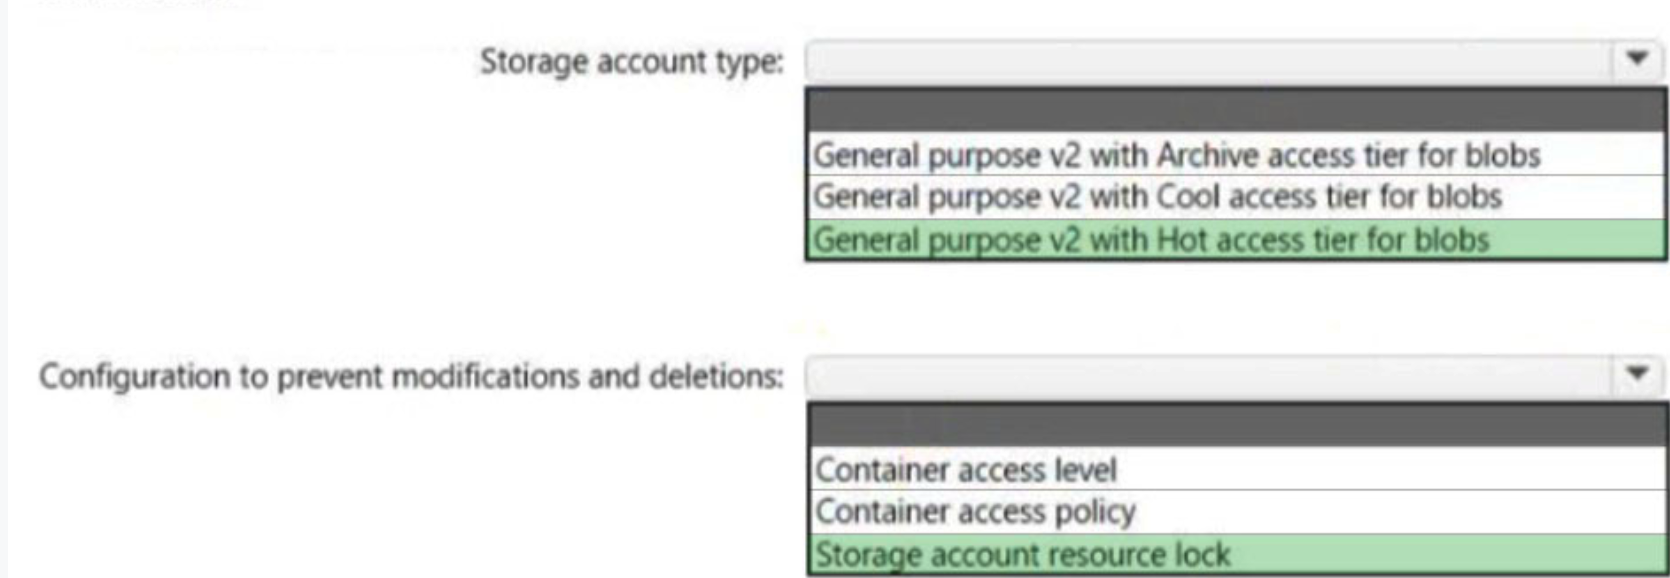 Storage account type:
General purpose v2 with Archive access tier for blobs
General purpose v2 with Cool access tier for blobs
General purpose v2 with Hot access tier for blobs
Configuration to prevent modifications and deletions:
Container access level
Container access policy
Storage account resource lock